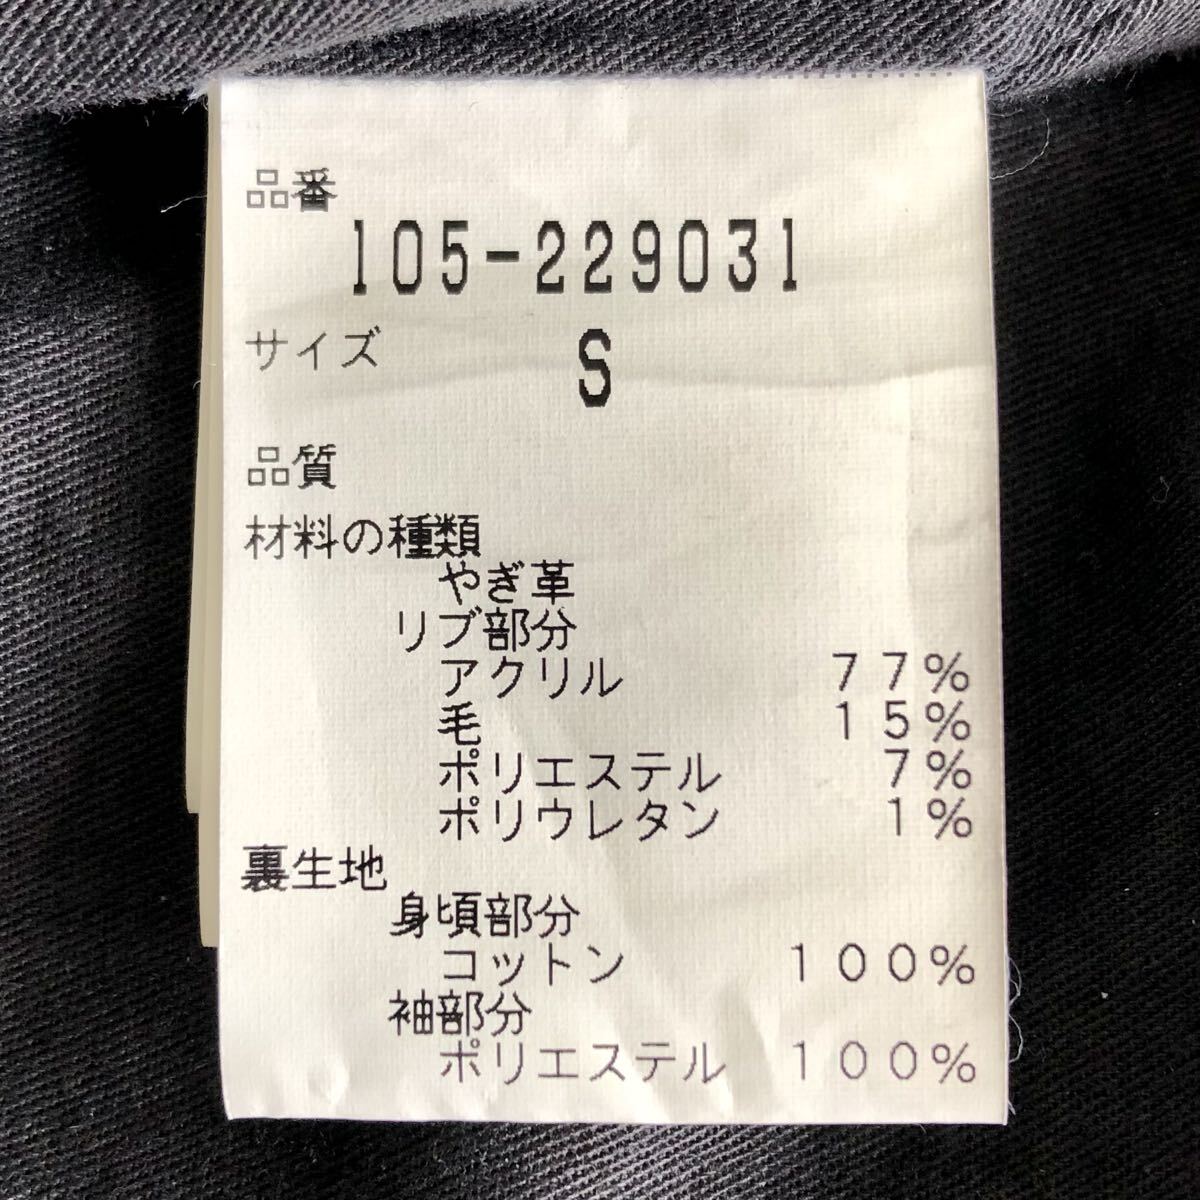 品番
105-229031
サイズ S
品質
材料の種類
やぎ革
リブ部分
アクリル 77%
毛 15%
ポリエステル 7%
ポリウレタン 1%
裏生地
身頃部分
コットン 100%
袖部分
ポリエステル 100%